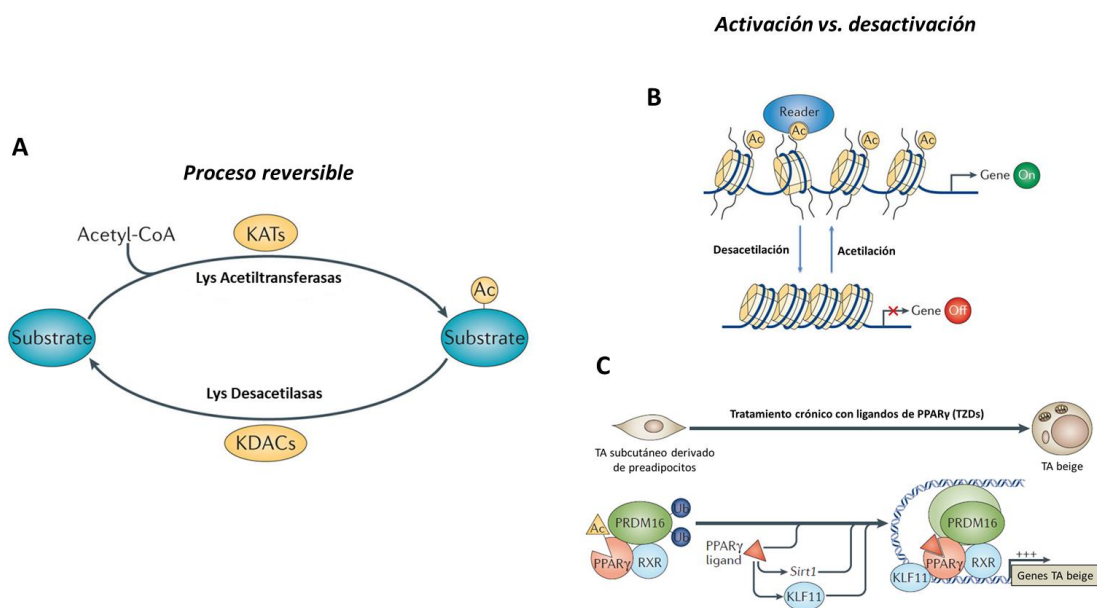 Activación vs. desactivación
A
Proceso reversible
Acetyl-CoA
KATs
Lys Acetiltransferasas
Ac
Substrate
Substrate
Lys Desacetilasas
KDACs
B
Reader
Ac
Ac
Ac
Ac
Gene On
Desacetilación
Acetilación
Gene Off
C
Tratamiento crónico con ligandos de PPARγ (TZDs)
TA subcutáneo derivado
de preadipocitos
TA beige
Ac
PRDM16
Ub
Ub
PPARγ
RXR
PPARγ
ligand
Sirt1
KLF11
PRDM16
PPARγ
RXR
KLF11
+++
Genes TA beige